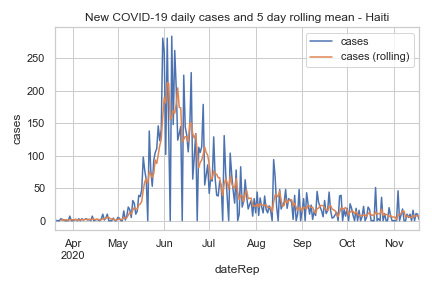 New COVID-19 daily cases and 5 day rolling mean - Haiti
cases
cases (rolling)
cases
250
200
150
100
50
0
Apr May Jun Jul Aug Sep Oct Nov
2020
dateRep